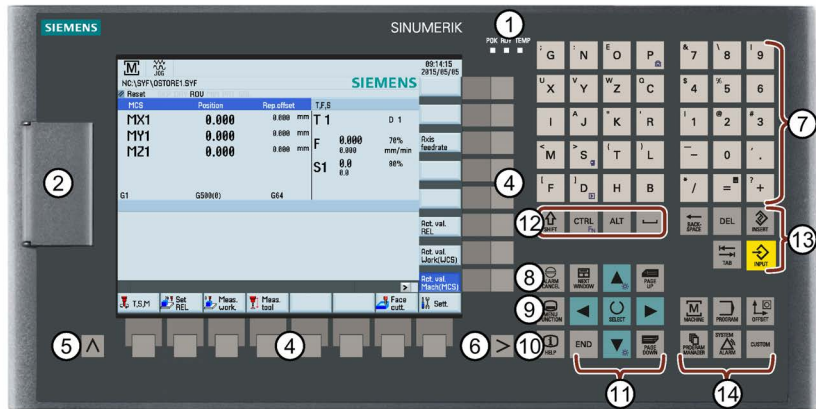 SIEMENS
SINUMERIK
1
POK RDY TEMP
M
JOG
09:14:15
2015/05/05
NC:\SYF\OSTORE1.SYF
SIEMENS
Reset
ROV
MCS Position Rep.offset T,F,S
MX1 0.000 0.000 mm T 1 D 1
MY1 0.000 0.000 mm
MZ1 0.000 0.000 mm F 0.000 70%
0.000 mm/min
S1 0.0 80%
0.0
Axis feedrate
G1 G500(0) G64
Act. val. REL
Act. val. Work(WCS)
Act. val. Mach(MCS)
>
T,S,M
Set REL
Meas. work.
Meas. tool
Face cutt.
Sett.
2
4
4
5 ∧
6 >
; G : N E O P
U X V Y W Z Q C
I , A J * K ' R
< M > S ( T ) L
[ F ] D H B
& 7 \ 8 | 9
$ 4 % 5 ^ 6
! 1 @ 2 # 3
_ - 0 ' .
* / = " ? +
7
12
SHIFT
CTRL
Fn
ALT
BACK-SPACE
DEL
INSERT
TAB
INPUT
13
8
ALARM CANCEL
NEXT WINDOW
PAGE UP
9
MENU FUNCTION
SELECT
M MACHINE
PROGRAM
OFFSET
10
HELP
END
PAGE DOWN
PROGRAM MANAGER
SYSTEM ALARM
CUSTOM
11
14